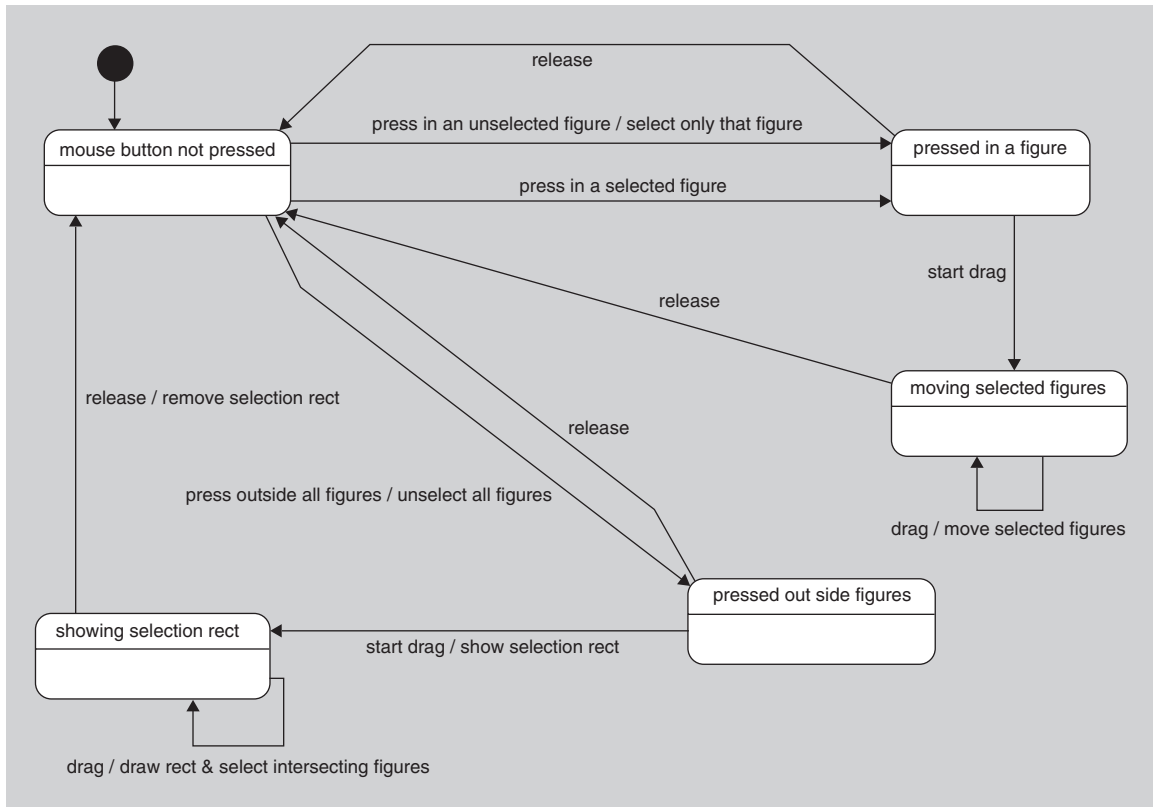 release
press in an unselected figure / select only that figure
mouse button not pressed
pressed in a figure
press in a selected figure
start drag
release
moving selected figures
release / remove selection rect
release
press outside all figures / unselect all figures
drag / move selected figures
pressed out side figures
showing selection rect
start drag / show selection rect
drag / draw rect & select intersecting figures